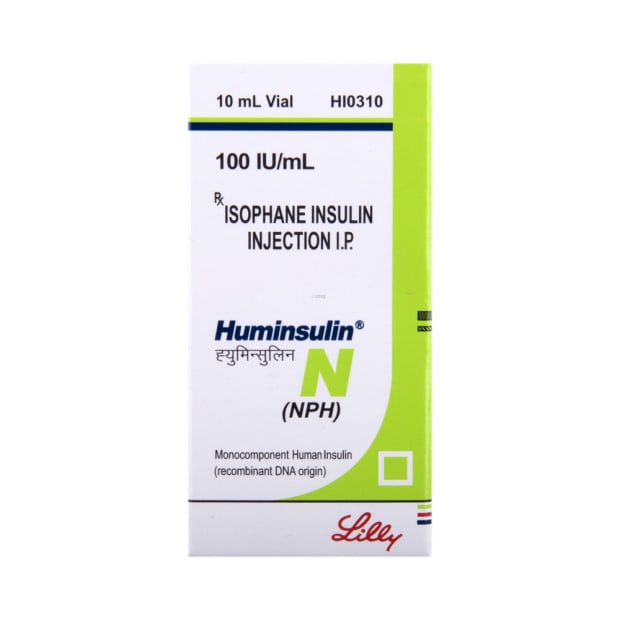 10 mL Vial HI0310
100 IU/mL
℞ ISOPHANE INSULIN
INJECTION I.P.
Huminsulin®
ह्युमिन्सुलिन
N
(NPH)
Monocomponent Human Insulin
(recombinant DNA origin)
Lilly